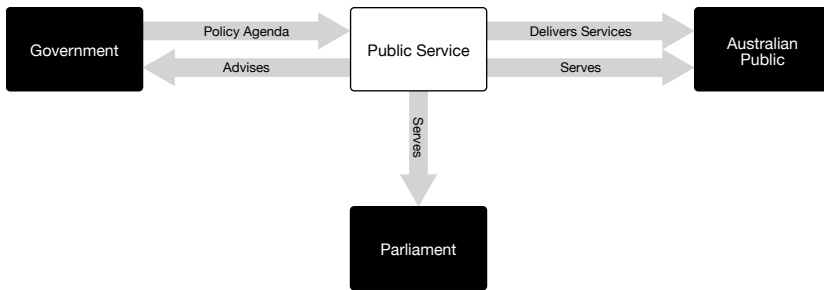 Government
Policy Agenda
Advises
Public Service
Delivers Services
Serves
Australian
Public
Serves
Parliament